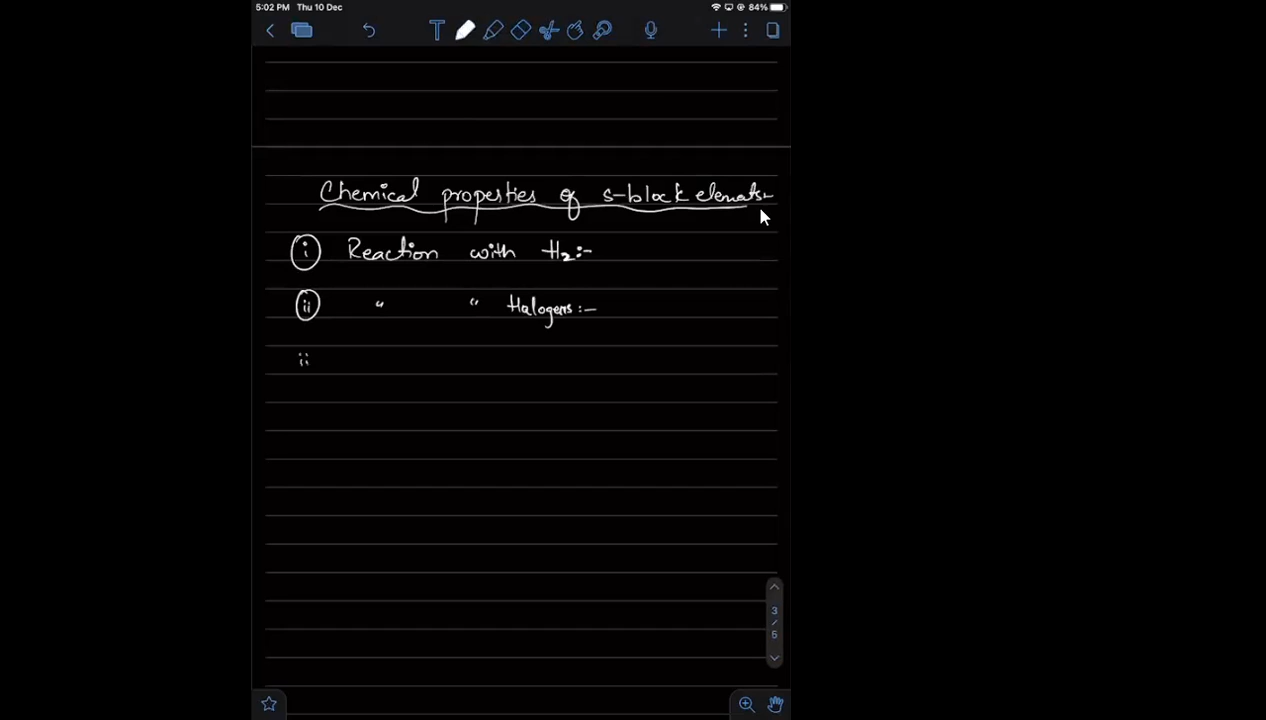 5:02 PM Thu 10 Dec 84%
T
Chemical properties of s-block elements:-
i Reaction with H₂:-
ii " " Halogens:-
ii
3
/
5